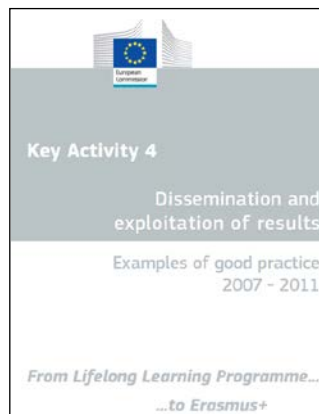 European
Commission
Key Activity 4
Dissemination and
exploitation of results
Examples of good practice
2007 - 2011
From Lifelong Learning Programme...
...to Erasmus+